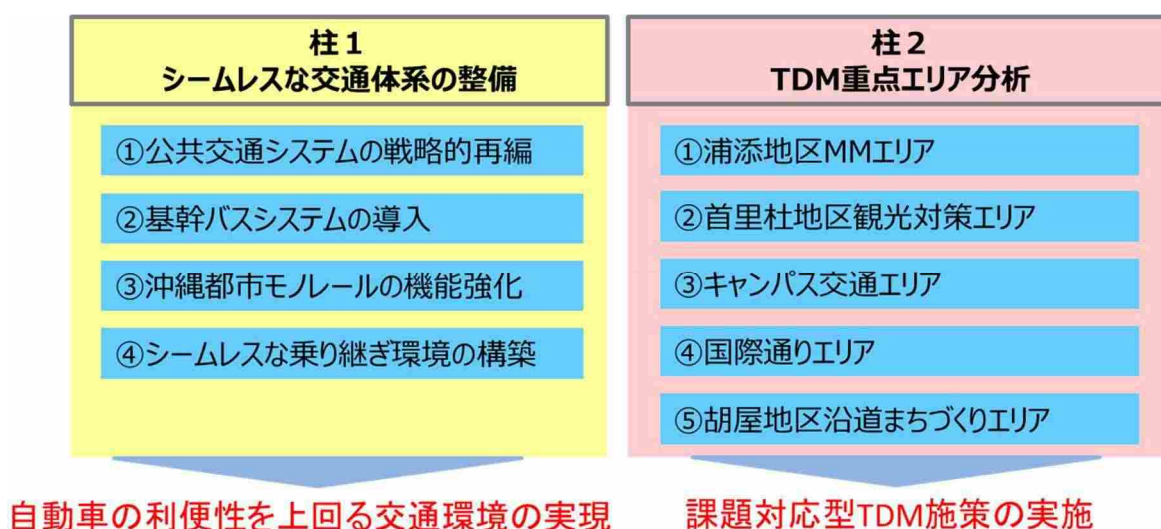 柱１
シームレスな交通体系の整備
①公共交通システムの戦略的再編
②基幹バスシステムの導入
③沖縄都市モノレールの機能強化
④シームレスな乗り継ぎ環境の構築
自動車の利便性を上回る交通環境の実現
柱２
TDM重点エリア分析
①浦添地区MMエリア
②首里杜地区観光対策エリア
③キャンパス交通エリア
④国際通りエリア
⑤胡屋地区沿道まちづくりエリア
課題対応型TDM施策の実施